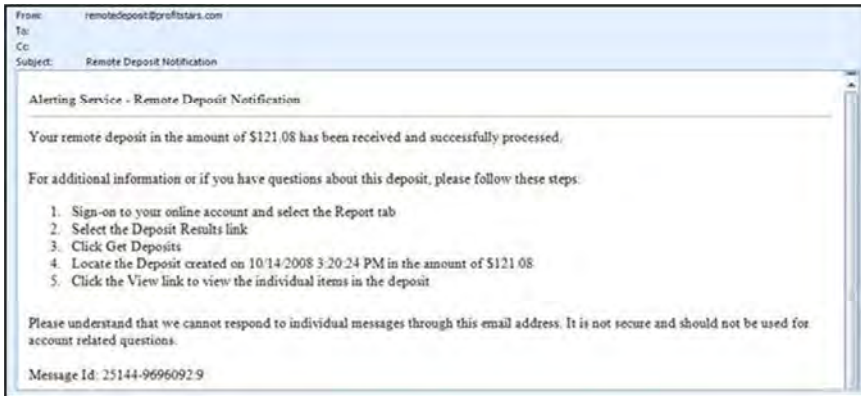 From: remotedeposit@profitstars.com
To:
Cc:
Subject: Remote Deposit Notification
Alerting Service - Remote Deposit Notification
Your remote deposit in the amount of $121.08 has been received and successfully processed.
For additional information or if you have questions about this deposit, please follow these steps:
1. Sign-on to your online account and select the Report tab
2. Select the Deposit Results link
3. Click Get Deposits
4. Locate the Deposit created on 10/14/2008 3:20:24 PM in the amount of $121.08
5. Click the View link to view the individual items in the deposit
Please understand that we cannot respond to individual messages through this email address. It is not secure and should not be used for
account related questions.
Message Id: 25144-9696092.9